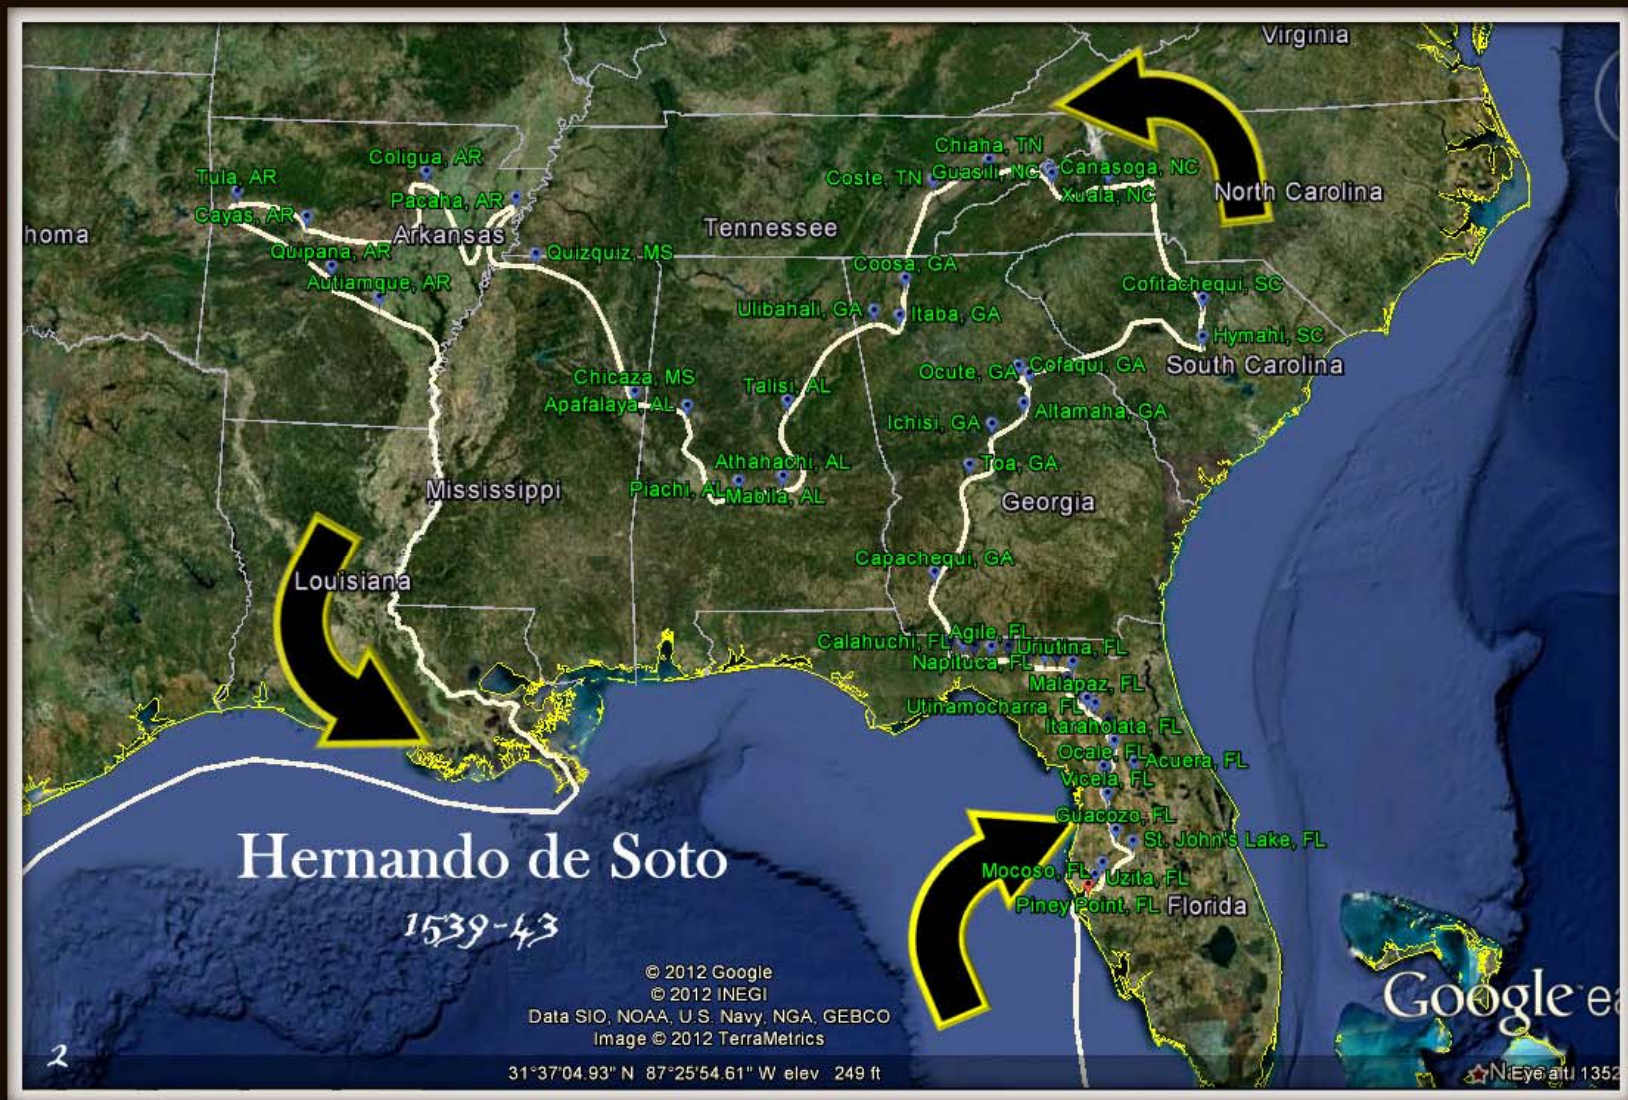 Virginia
Chiaha, TN
Coligua, AR
Canasoga, NC
Guasili, NC
Coste, TN
Tula, AR
Xuala, NC
North Carolina
Pacaha, AR
Cayas, AR
Tennessee
homa
Arkansas
Quipana, AR
Quizquiz, MS
Coosa, GA
Autiamque, AR
Cofitachequi, SC
Ulibahali, GA
Itaba, GA
Hymahi, SC
South Carolina
Ocute, GA
Cofaqui, GA
Chicaza, MS
Talisi, AL
Apafalaya, AL
Altamaha, GA
Ichisi, GA
Athahachi, AL
Toa, GA
Piachi, AL
Mabila, AL
Mississippi
Georgia
Capachequi, GA
Louisiana
Agile, FL
Calahuchi, FL
Uriutina, FL
Napituca, FL
Malapaz, FL
Utinamocharra, FL
Itaraholata, FL
Ocale, FL
Acuera, FL
Vicela, FL
Guacozo, FL
St. John's Lake, FL
Mocoso, FL
Uzita, FL
Piney Point, FL
Florida
Hernando de Soto
1539-43
© 2012 Google
© 2012 INEGI
Data SIO, NOAA, U.S. Navy, NGA, GEBCO
Image © 2012 TerraMetrics
Google ea
2
31°37'04.93" N 87°25'54.61" W elev 249 ft
Eye alt 1352